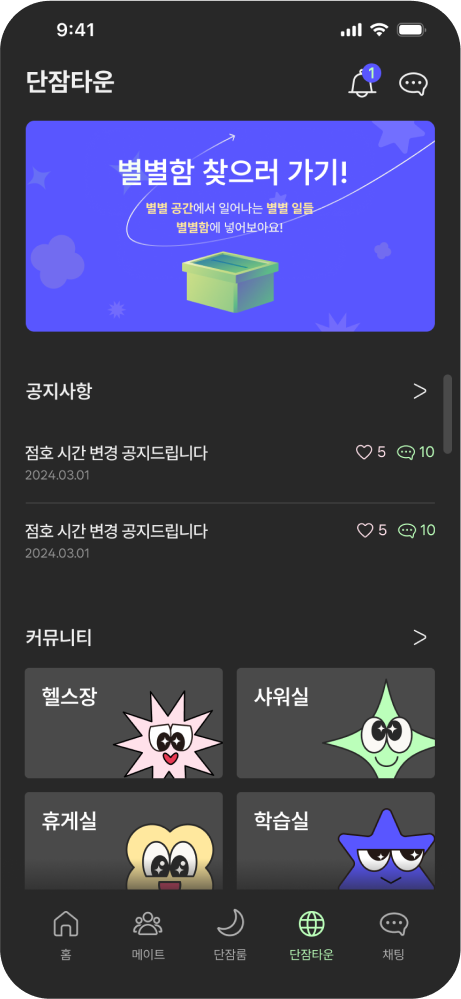 9:41
단잠타운
1
별별함 찾으러 가기!
별별 공간에서 일어나는 별별 일들
별별함에 넣어보아요!
공지사항
점호 시간 변경 공지드립니다
5
10
2024.03.01
점호 시간 변경 공지드립니다
5
10
2024.03.01
커뮤니티
헬스장
샤워실
휴게실
학습실
홈
메이트
단잠룸
단잠타운
채팅